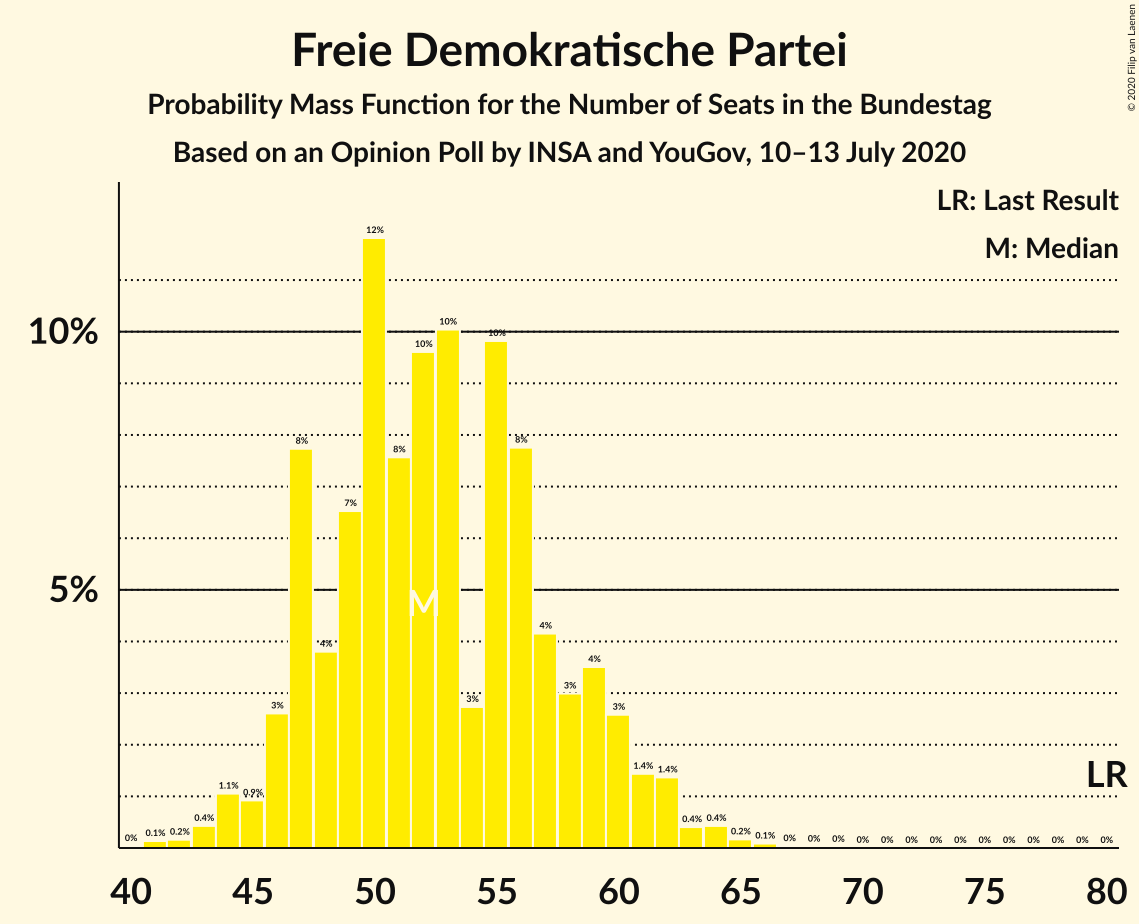 Freie Demokratische Partei
Probability Mass Function for the Number of Seats in the Bundestag
Based on an Opinion Poll by INSA and YouGov, 10–13 July 2020
© 2020 Filip van Laenen
LR: Last Result
M: Median
10%
5%
0% 0.1% 0.2% 0.4% 1.1% 0.9% 3% 8% 4% 7% 12% 8% 10% 10% 3% 10% 8% 4% 3% 4% 3% 1.4% 1.4% 0.4% 0.4% 0.2% 0.1% 0% 0% 0% 0% 0% 0% 0% 0% 0% 0% 0% 0% 0% 0%
M
LR
40 45 50 55 60 65 70 75 80